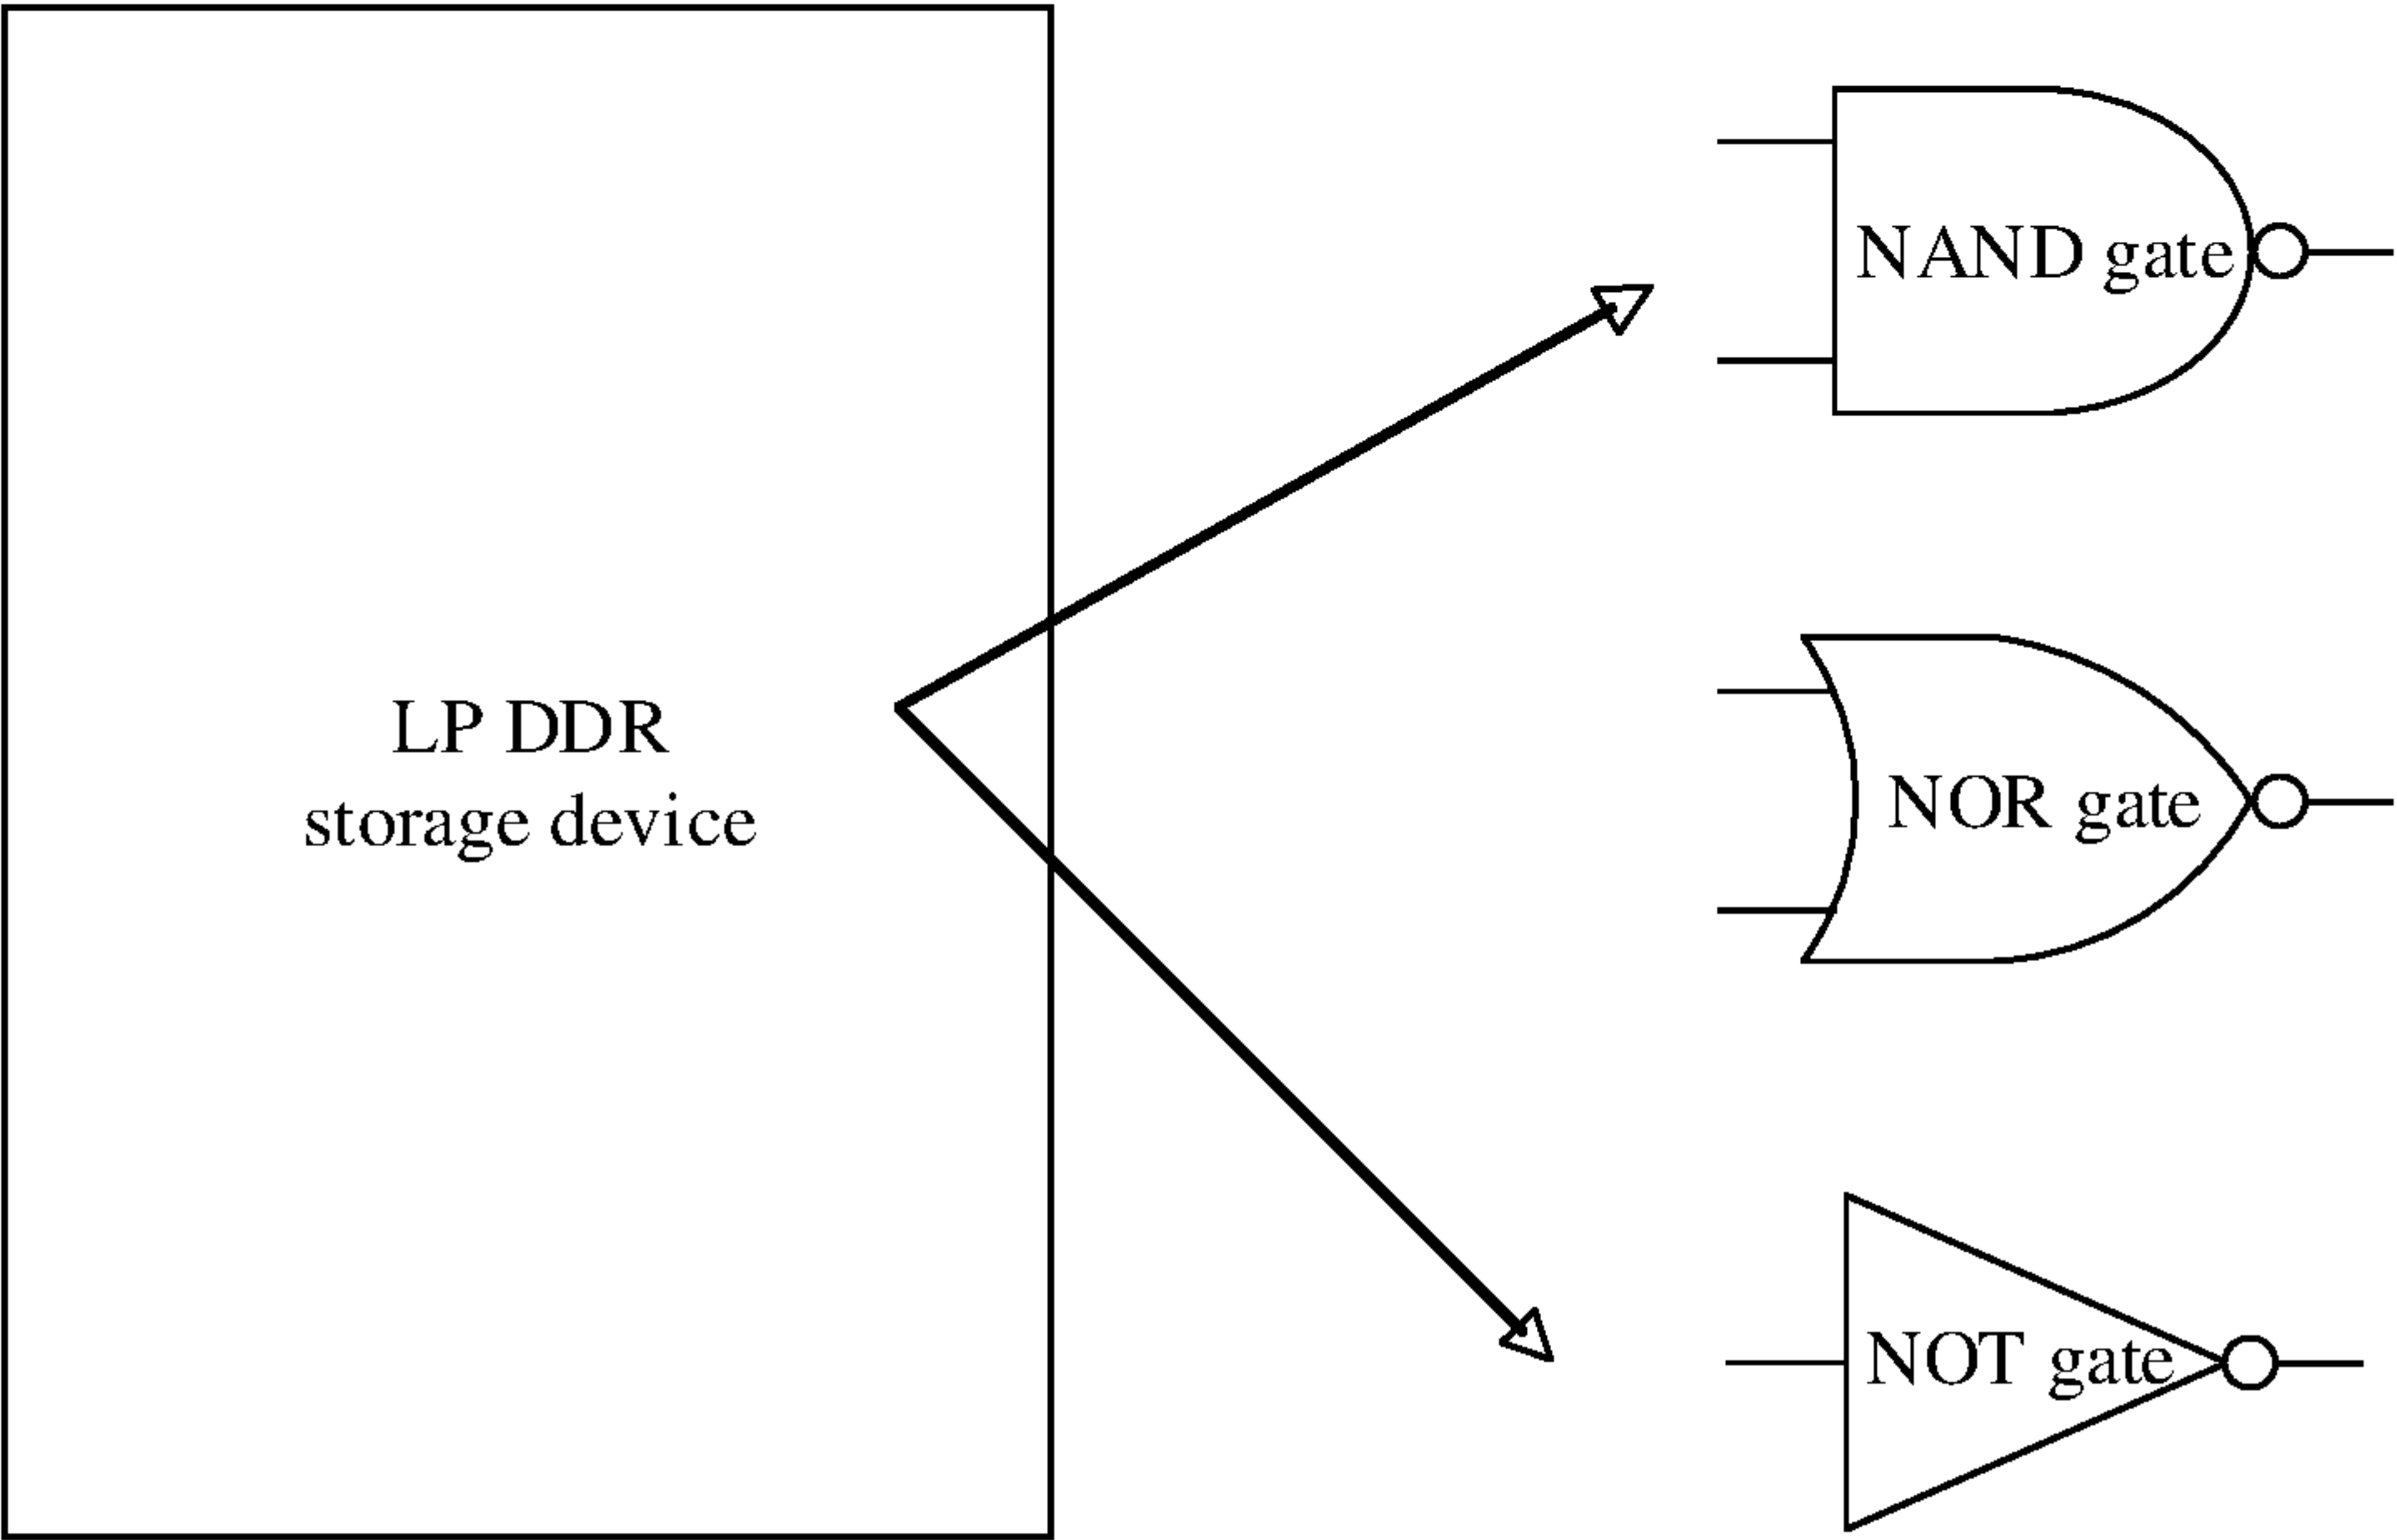 LP DDR
storage device
NAND gate
NOR gate
NOT gate